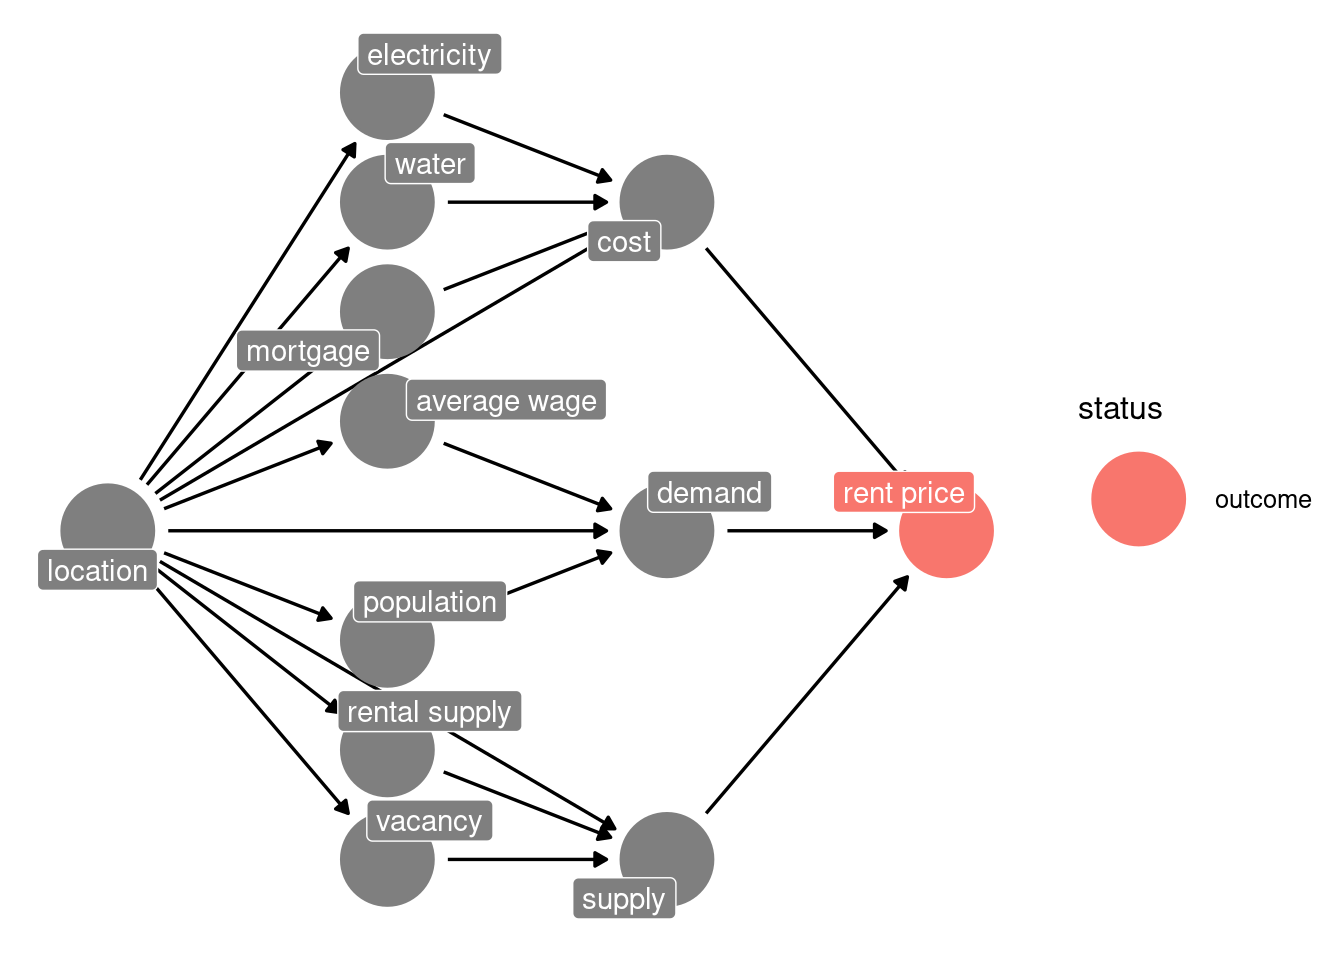 electricity
water
cost
mortgage
average wage
status
demand
rent price
outcome
location
population
rental supply
vacancy
supply